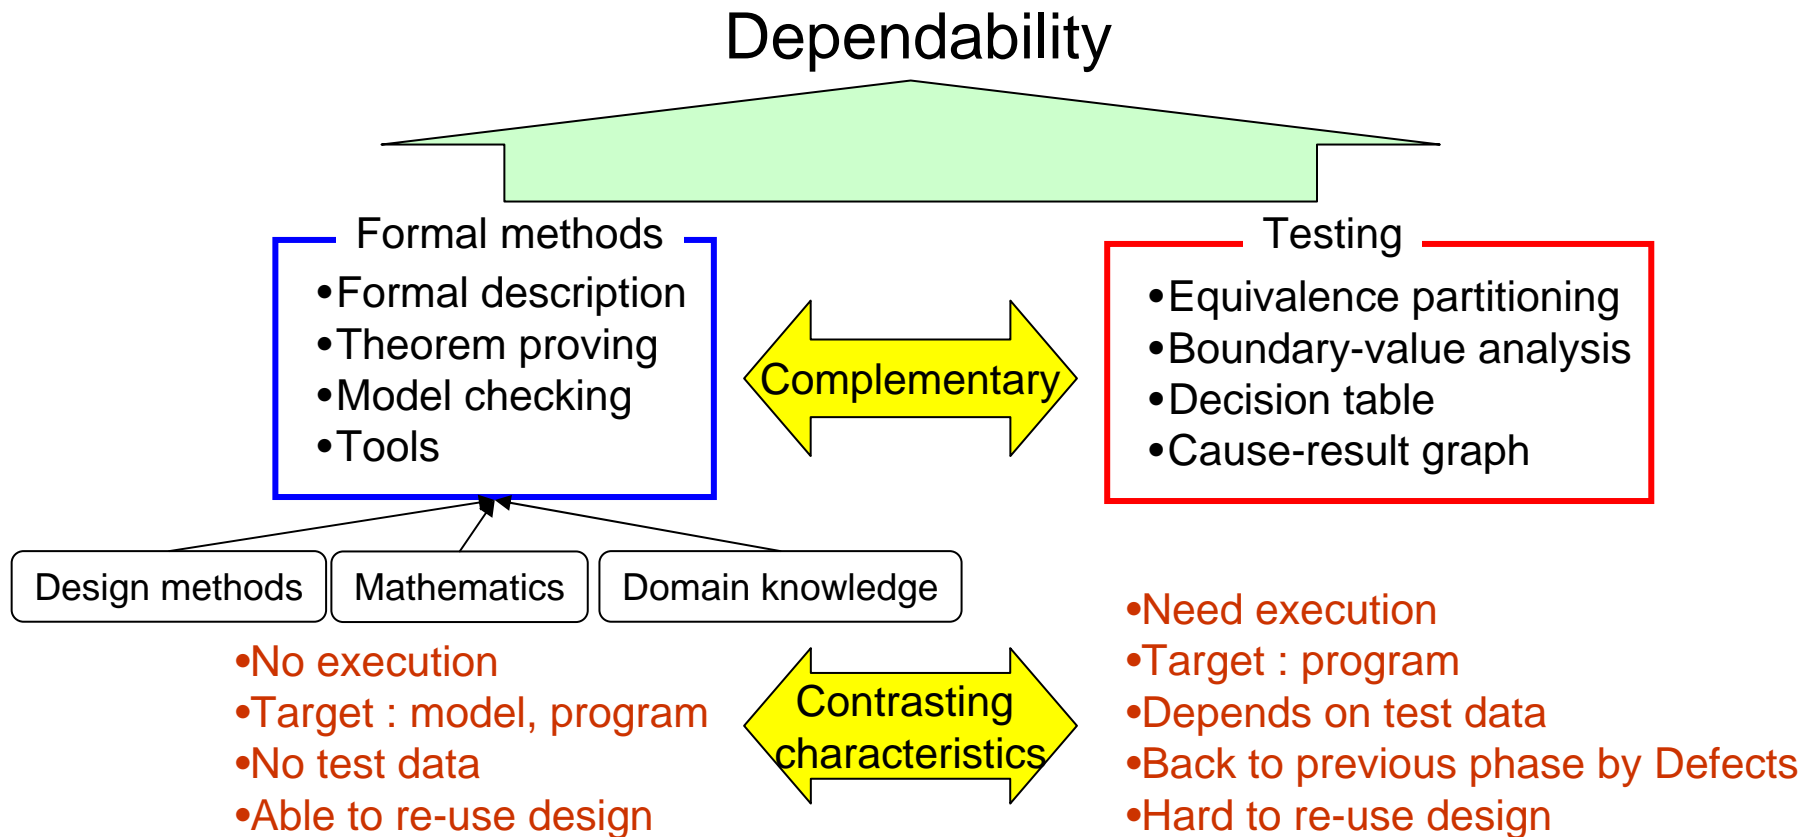 Dependability
Formal methods
•Formal description
•Theorem proving
•Model checking
•Tools
Complementary
Testing
•Equivalence partitioning
•Boundary-value analysis
•Decision table
•Cause-result graph
Design methods
Mathematics
Domain knowledge
•No execution
•Target : model, program
•No test data
•Able to re-use design
Contrasting
characteristics
•Need execution
•Target : program
•Depends on test data
•Back to previous phase by Defects
•Hard to re-use design